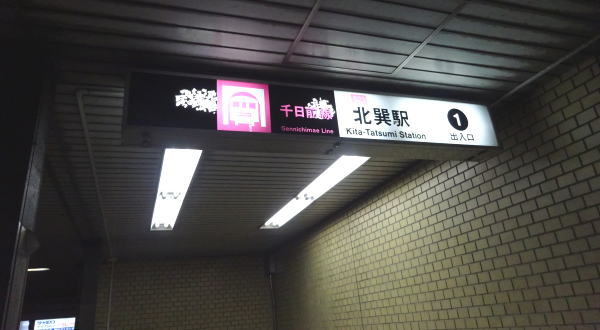 千日前線
Sennichimae Line
北巽駅
Kita-Tatsumi Station
1
出入口